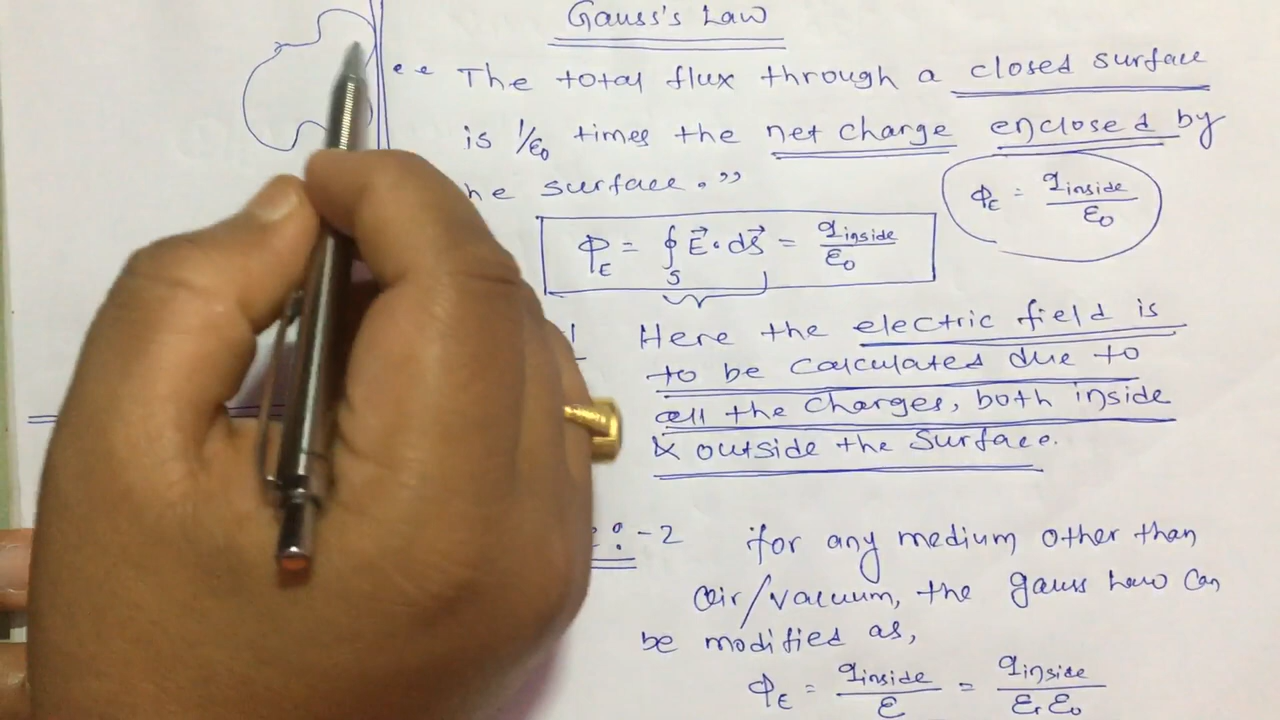 Gauss's Law
“ The total flux through a closed surface
is 1/ε₀ times the net charge enclosed by
he surface.”
Φ_E = q_inside / ε₀
Φ_E = ∮_S E⃗ · dS⃗ = q_inside / ε₀
Here the electric field is
to be calculated due to
all the charges, both inside
& outside the surface.
:-2 for any medium other than
air/vacuum, the gauss law can
be modified as,
Φ_E = q_inside / ε = q_inside / ε_r ε₀